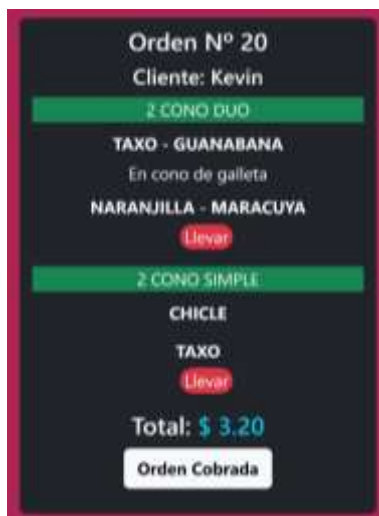 Orden Nº 20
Cliente: Kevin
2 CONO DUO
TAXO - GUANABANA
En cono de galleta
NARANJILLA - MARACUYA
Llevar
2 CONO SIMPLE
CHICLE
TAXO
Llevar
Total: $ 3.20
Orden Cobrada